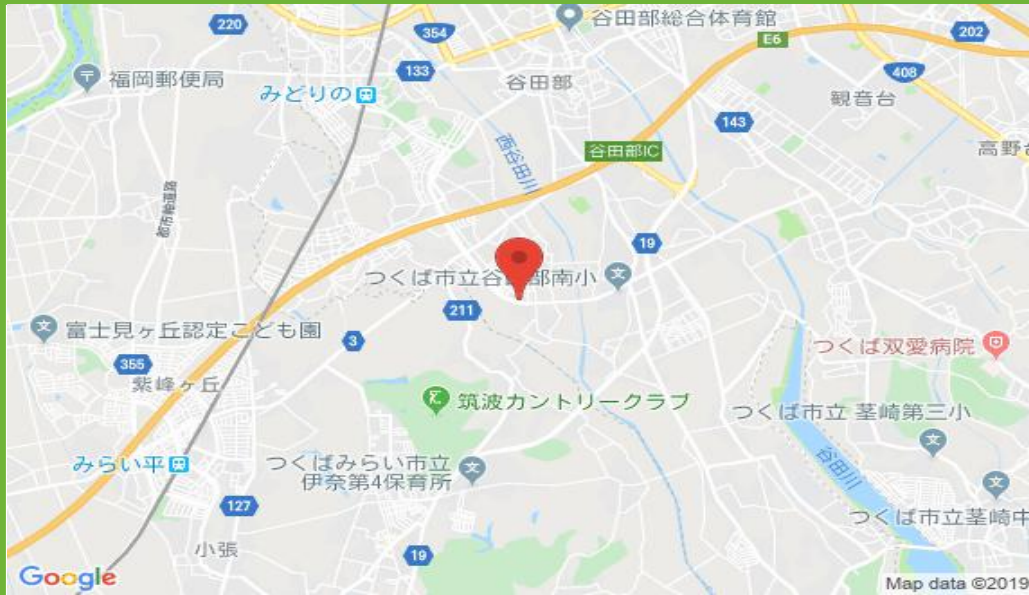 220
354
谷田部総合体育館
E6
202
福岡郵便局
133
みどりの
谷田部
408
観音台
143
西谷田川
谷田部IC
高野台
都市軸道路
19
つくば市立谷田部南小
211
富士見ヶ丘認定こども園
3
355
紫峰ヶ丘
つくば双愛病院
筑波カントリークラブ
つくば市立 茎崎第三小
みらい平
つくばみらい市立
伊奈第4保育所
谷田川
127
つくば市立茎崎中
小張
19
Google
Map data ©2019